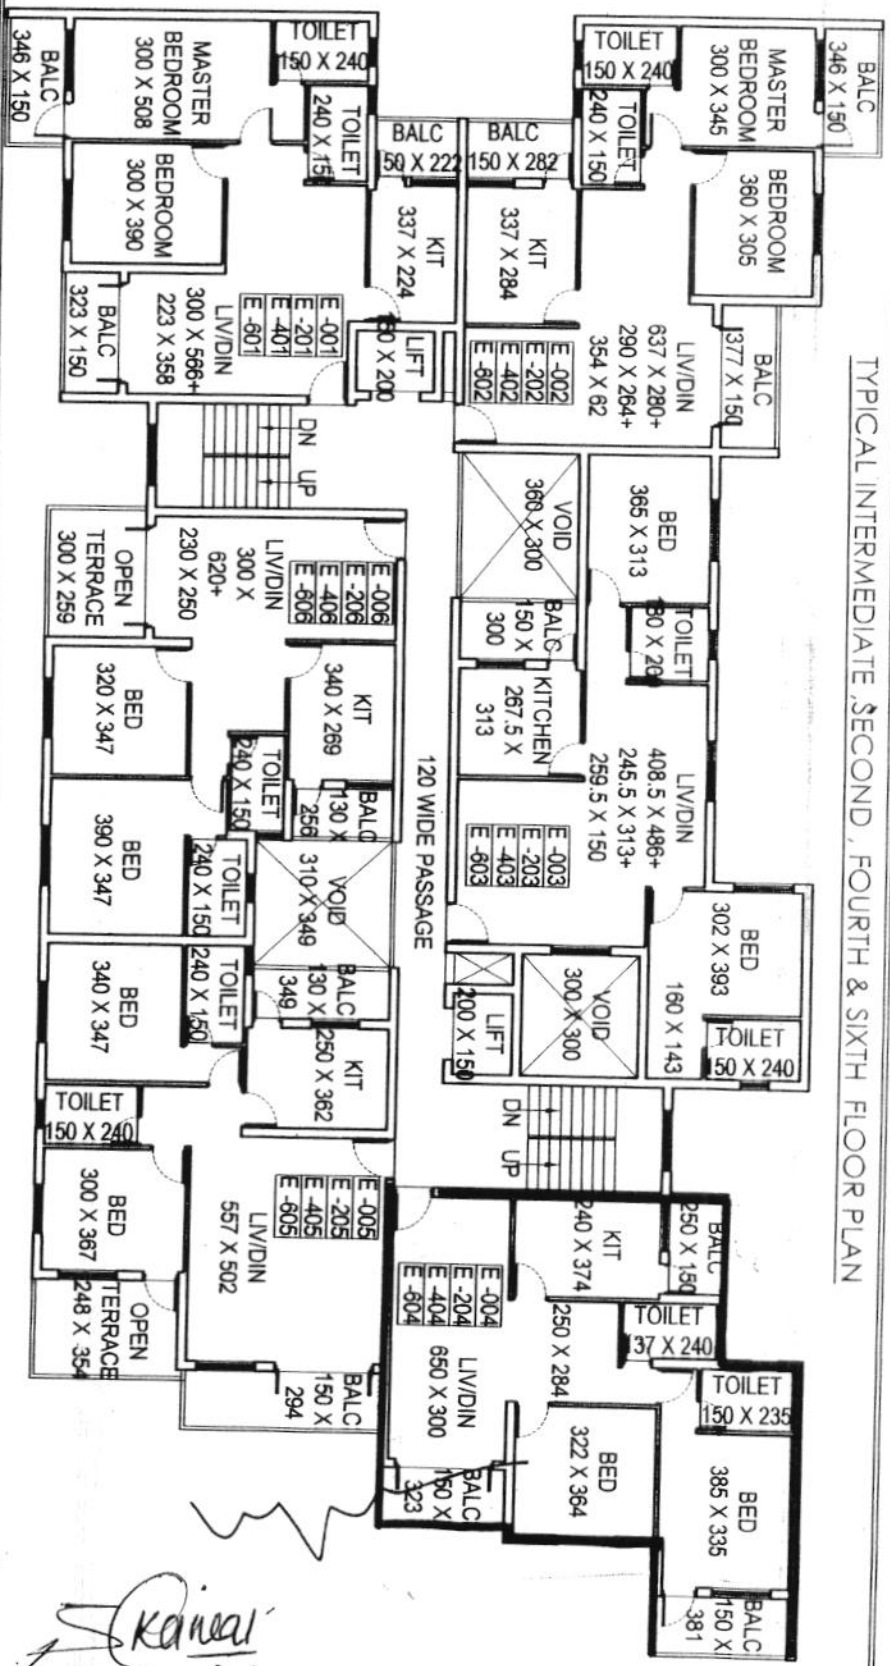 TYPICAL INTERMEDIATE ,SECOND , FOURTH & SIXTH FLOOR PLAN
BALC
346 X 150
MASTER
BEDROOM
300 X 508
TOILET
150 X 240
TOILET
240 X 15
BEDROOM
300 X 390
BALC
323 X 150
LIV/DIN
300 X 566+
223 X 358
E -001
E -201
E -401
E -601
BALC
50 X 222
KIT
337 X 224
LIFT
X 200
BALC
150 X 282
KIT
337 X 284
TOILET
150 X 240
TOILET
240 X 150
MASTER
BEDROOM
300 X 345
BALC
346 X 150
BEDROOM
360 X 305
BALC
377 X 150
LIV/DIN
637 X 280+
290 X 264+
354 X 62
E -002
E -202
E -402
E -602
DN
UP
VOID
360 X 300
BED
365 X 313
BALC
150 X
300
TOILET
KITCHEN
267.5 X
313
LIV/DIN
408.5 X 486+
245.5 X 313+
259.5 X 150
E -003
E -203
E -403
E -603
BED
302 X 393
160 X 143
TOILET
50 X 240
VOID
300 X 300
LIFT
200 X 150
DN
UP
120 WIDE PASSAGE
OPEN
TERRACE
300 X 259
LIV/DIN
300 X
620+
230 X 250
E -006
E -206
E -406
E -606
KIT
340 X 269
BED
320 X 347
TOILET
240 X 150
BALC
130 X
256
BED
390 X 347
TOILET
240 X 150
VOID
310 X 349
BED
340 X 347
TOILET
240 X 150
BALC
130 X
349
KIT
250 X 362
TOILET
150 X 240
BED
300 X 367
OPEN
TERRACE
248 X 354
LIV/DIN
557 X 502
E -005
E -205
E -405
E -605
BALC
150 X
294
KIT
240 X 374
BALC
250 X 150
E -004
E -204
E -404
E -604
LIV/DIN
650 X 300
250 X 284
TOILET
137 X 240
TOILET
150 X 235
BED
322 X 364
BED
385 X 335
BALC
150 X
323
BALC
150 X
381